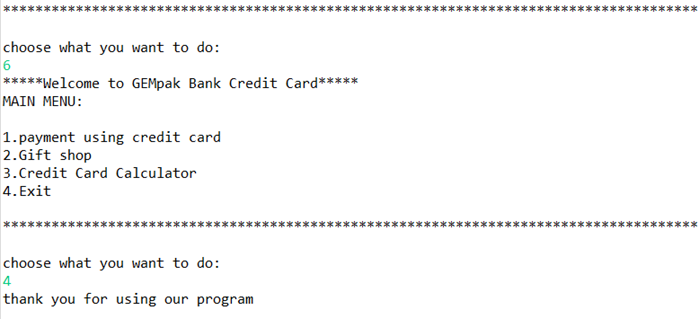 ***************************************************************************************
choose what you want to do:
6
*****Welcome to GEMpak Bank Credit Card*****
MAIN MENU:
1.payment using credit card
2.Gift shop
3.Credit Card Calculator
4.Exit
***************************************************************************************
choose what you want to do:
4
thank you for using our program